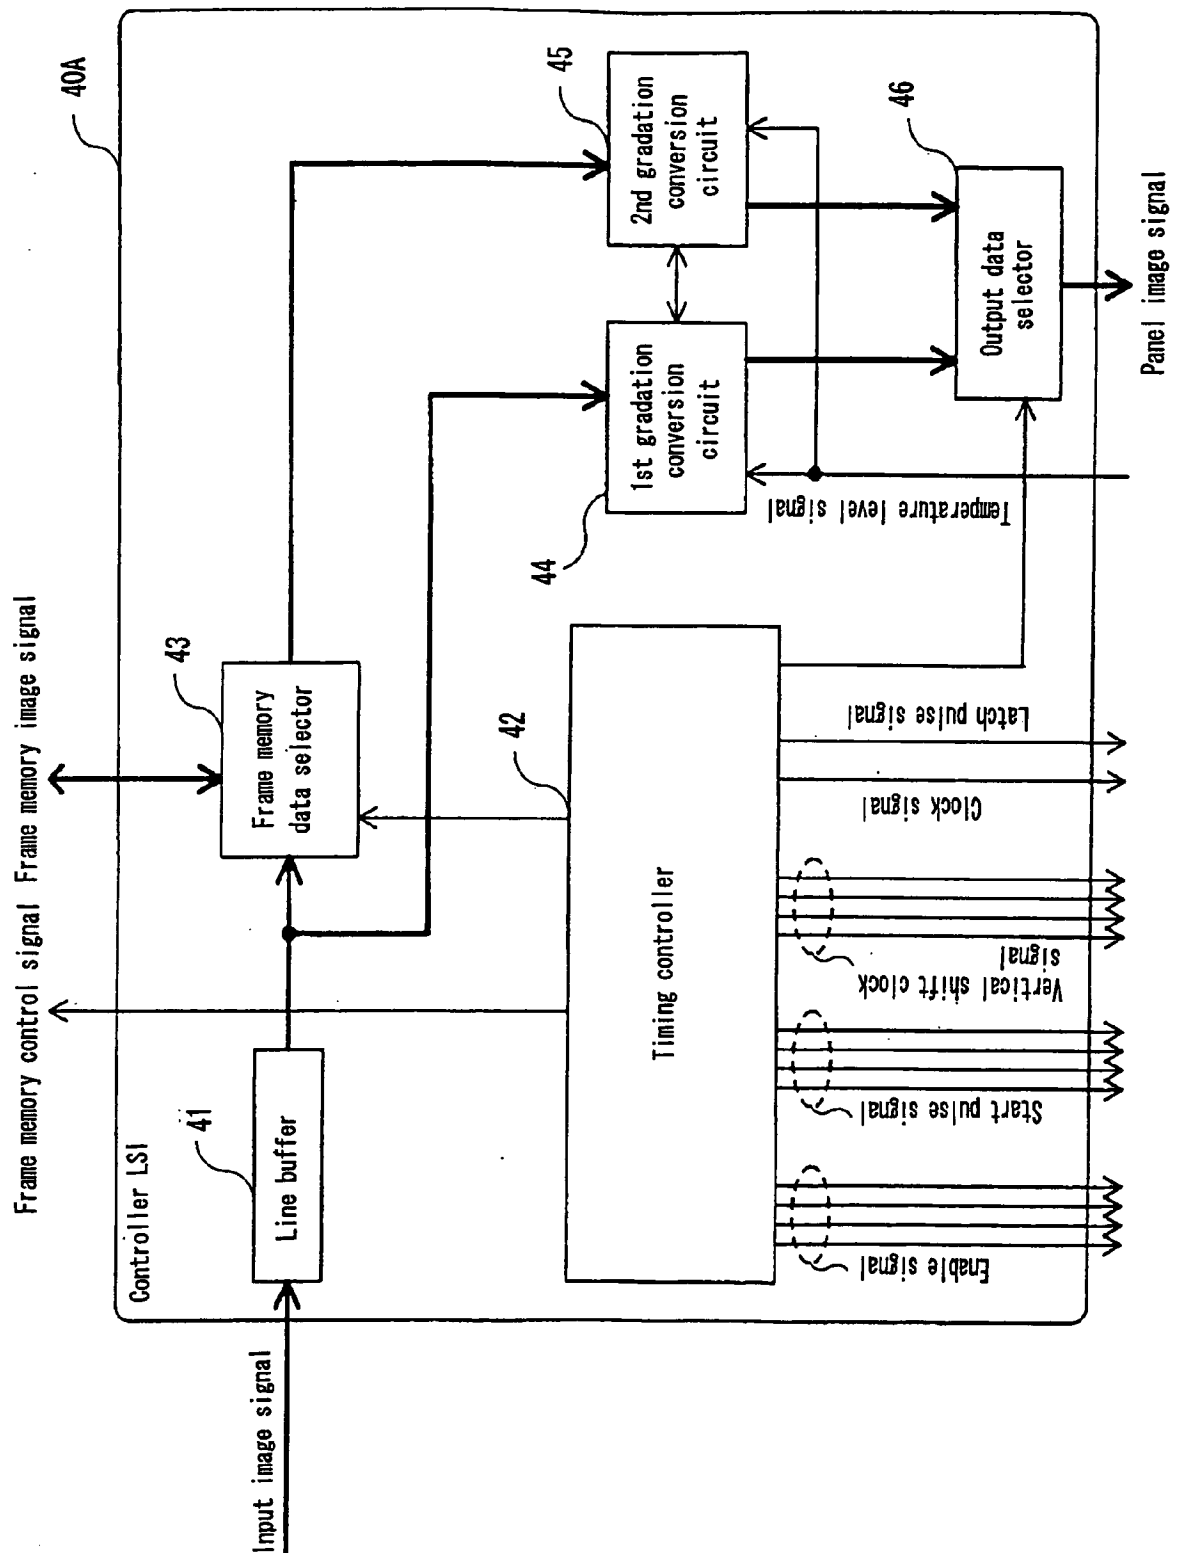 Frame memory control signal
Frame memory image signal
40A
Controller LSI
Input image signal
41
Line buffer
43
Frame memory
data selector
45
2nd gradation
conversion
circuit
44
1st gradation
conversion
circuit
42
Timing controller
46
Output data
selector
Temperature level signal
Enable signal
Start pulse signal
Vertical shift clock
signal
Clock signal
Latch pulse signal
Panel image signal